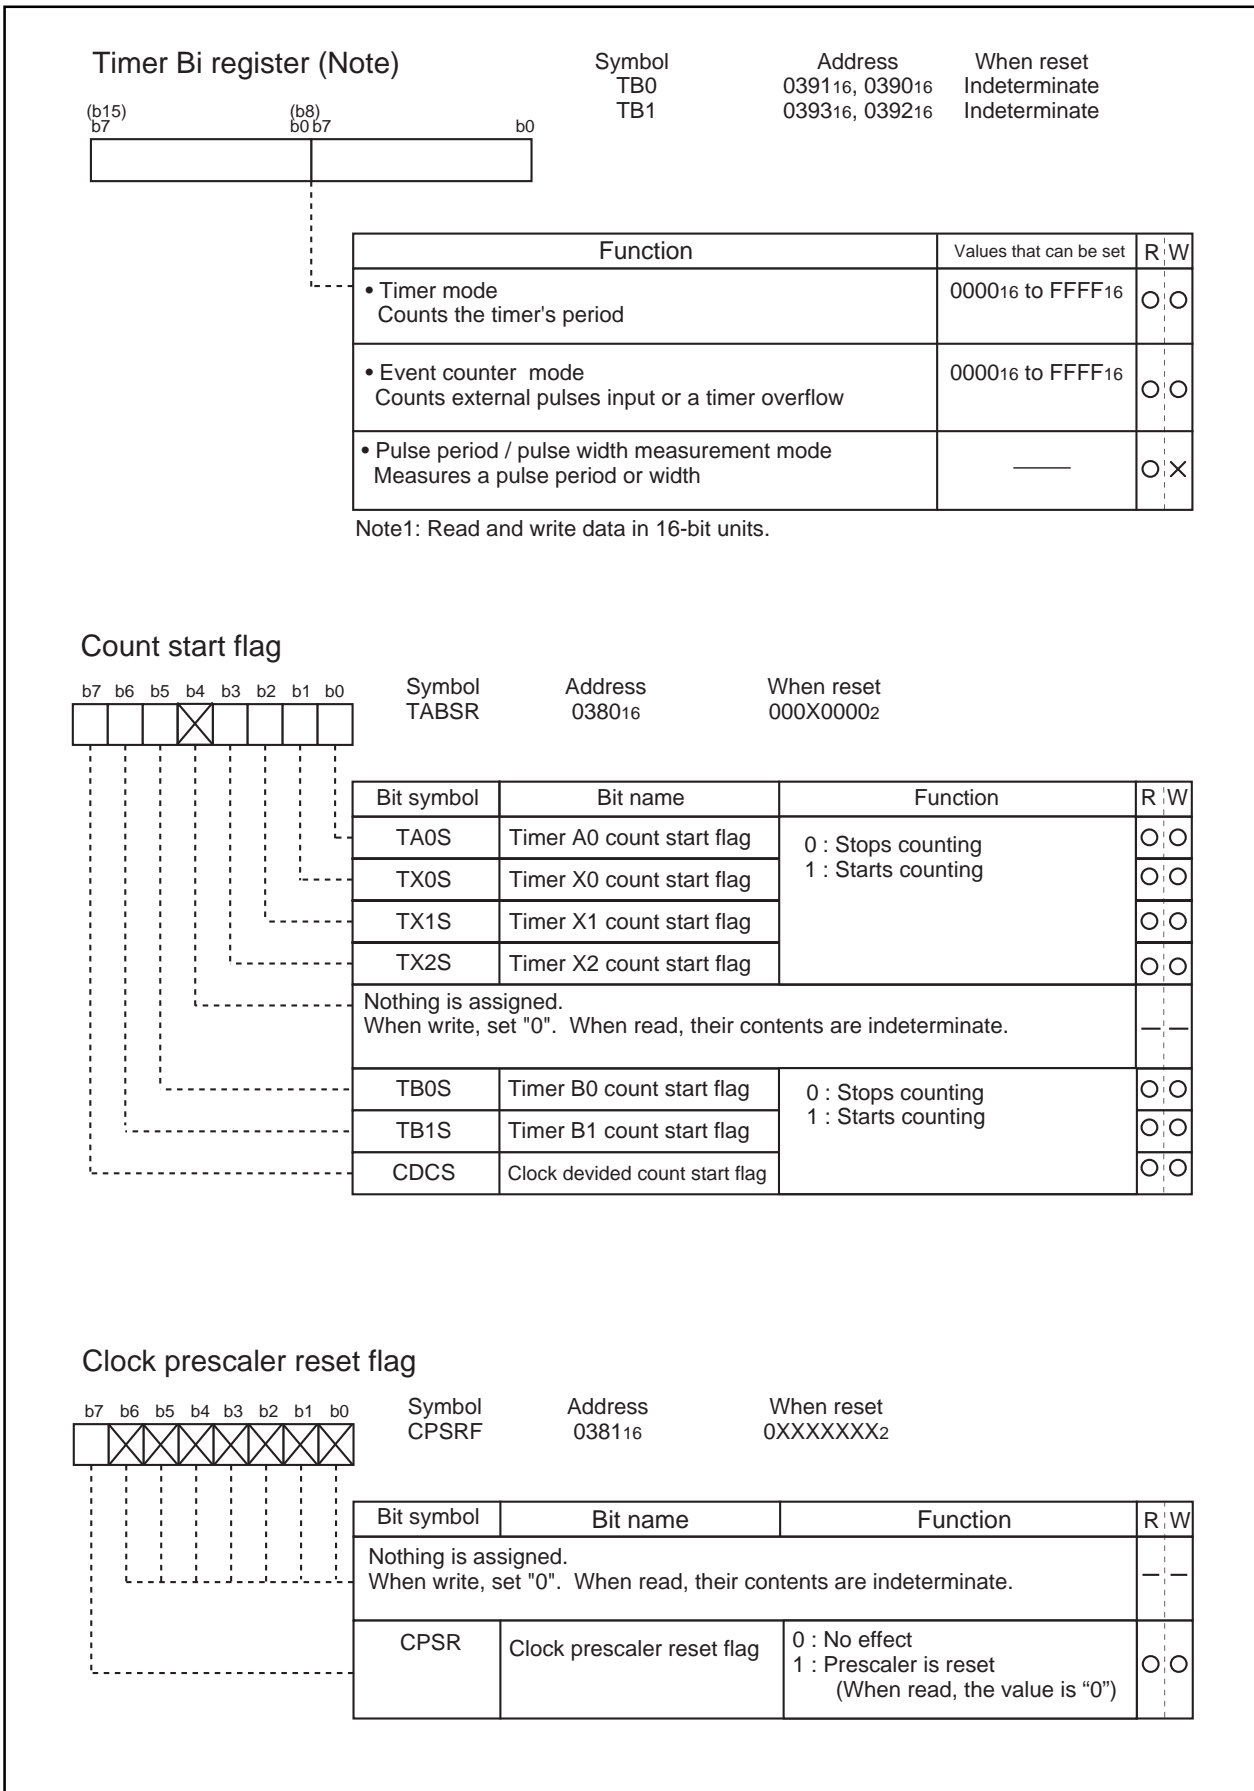 Timer Bi register (Note)
Symbol Address When reset
TB0 039116, 039016 Indeterminate
TB1 039316, 039216 Indeterminate
(b15) (b8)
b7 b0 b7 b0
Function Values that can be set R W
• Timer mode 000016 to FFFF16
Counts the timer's period
• Event counter mode 000016 to FFFF16
Counts external pulses input or a timer overflow
• Pulse period / pulse width measurement mode
Measures a pulse period or width
Note1: Read and write data in 16-bit units.
Count start flag
b7 b6 b5 b4 b3 b2 b1 b0
Symbol Address When reset
TABSR 038016 000X00002
Bit symbol Bit name Function R W
TA0S Timer A0 count start flag 0 : Stops counting
TX0S Timer X0 count start flag 1 : Starts counting
TX1S Timer X1 count start flag
TX2S Timer X2 count start flag
Nothing is assigned.
When write, set "0". When read, their contents are indeterminate.
TB0S Timer B0 count start flag 0 : Stops counting
TB1S Timer B1 count start flag 1 : Starts counting
CDCS Clock devided count start flag
Clock prescaler reset flag
b7 b6 b5 b4 b3 b2 b1 b0
Symbol Address When reset
CPSRF 038116 0XXXXXXX2
Bit symbol Bit name Function R W
Nothing is assigned.
When write, set "0". When read, their contents are indeterminate.
CPSR Clock prescaler reset flag 0 : No effect
1 : Prescaler is reset
(When read, the value is “0”)